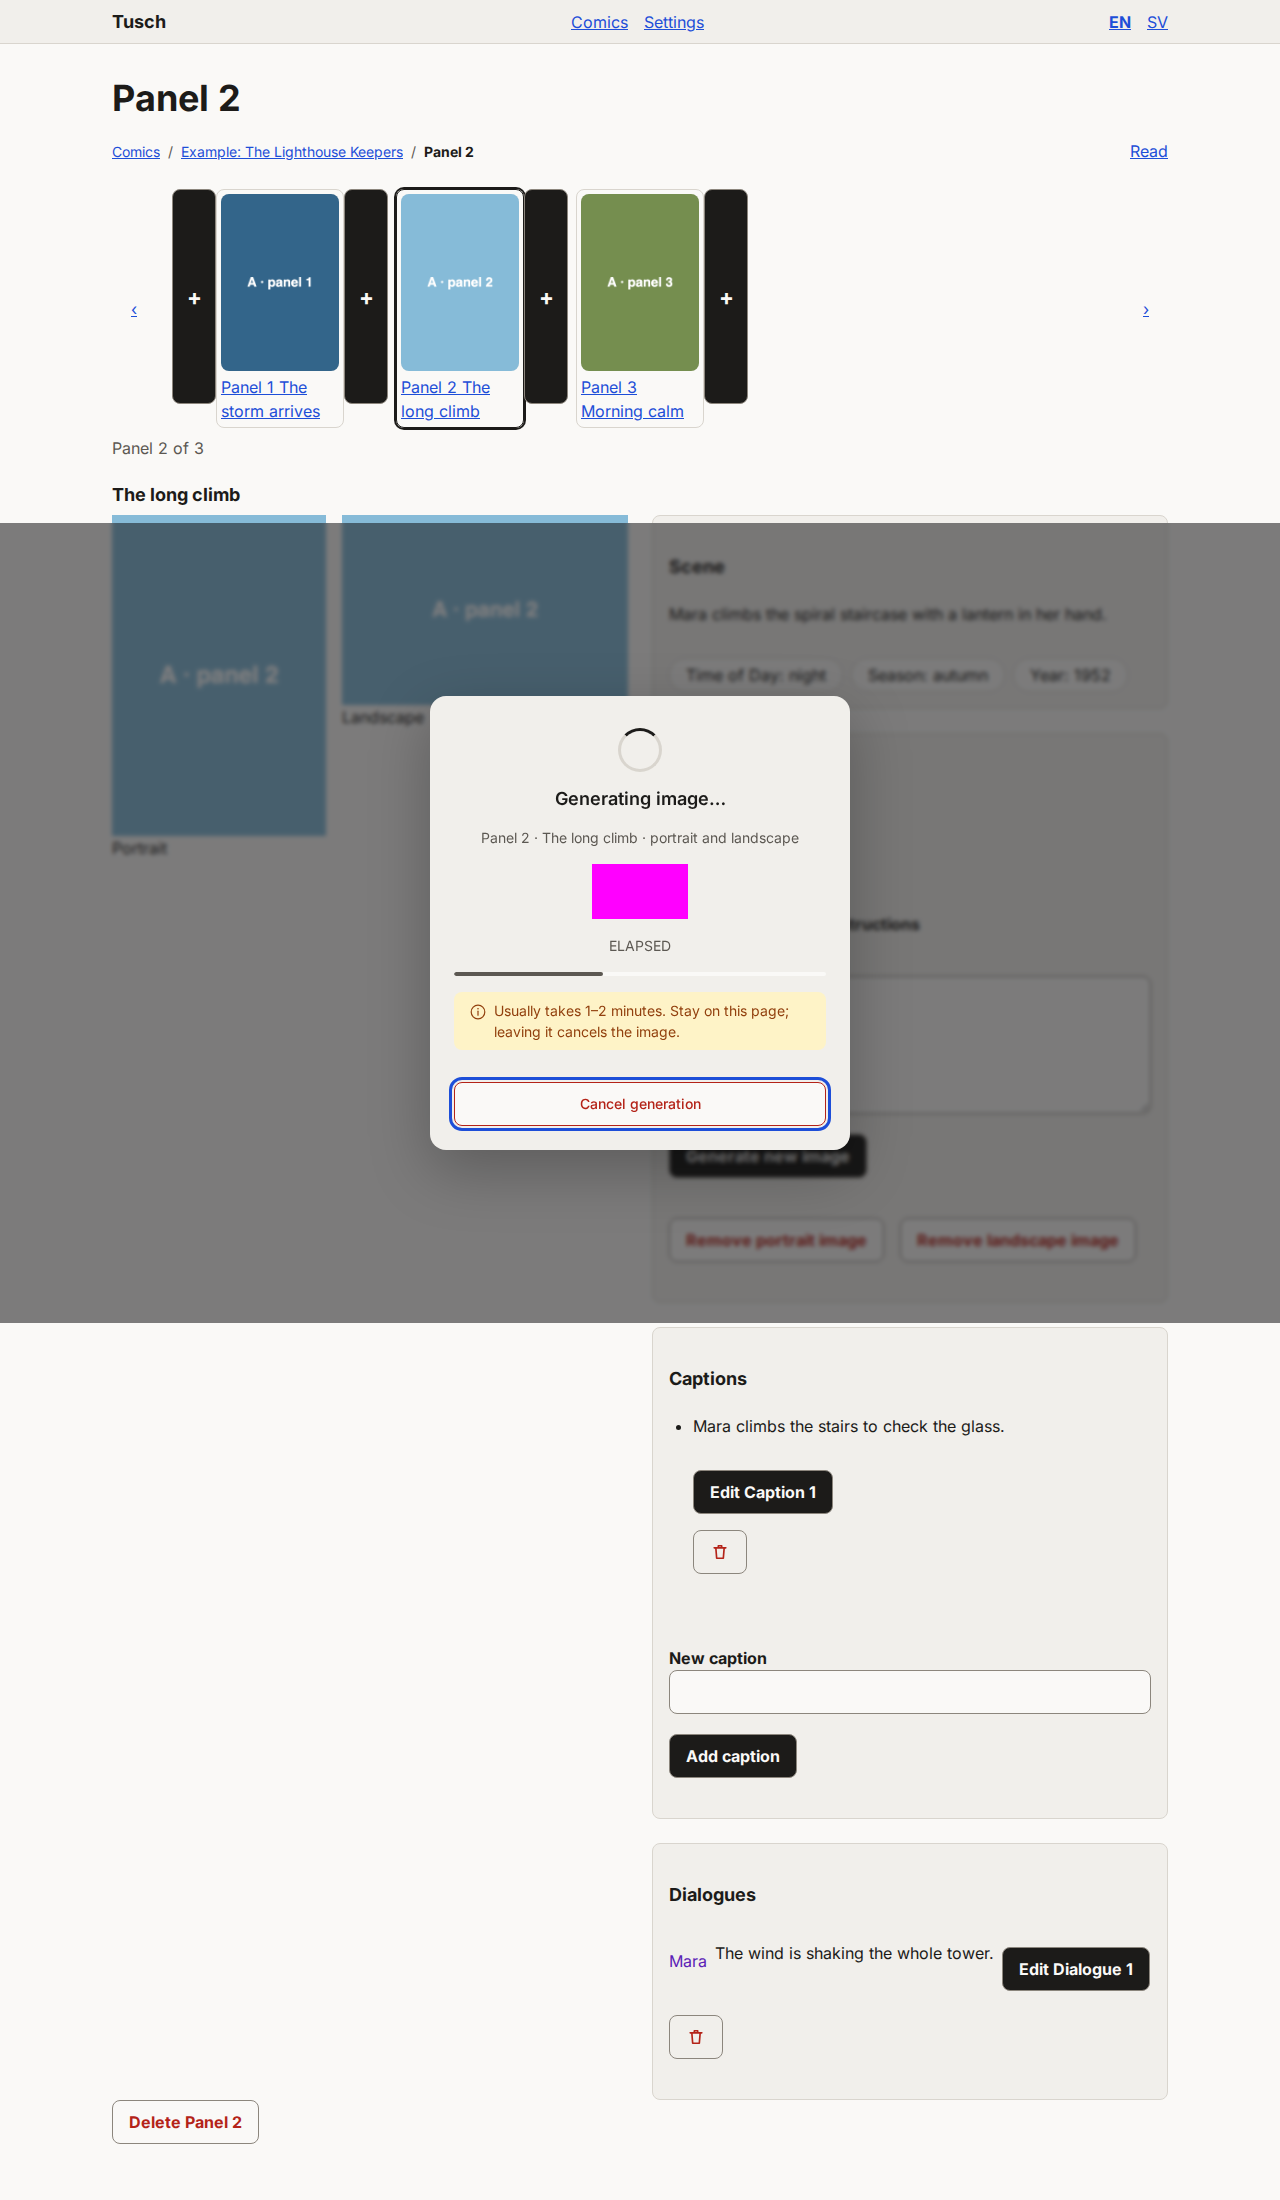 Tusch
Comics Settings
EN SV
Panel 2
Comics / Example: The Lighthouse Keepers / Panel 2
Read
‹
+
A · panel 1
Panel 1 The
storm arrives
+
A · panel 2
Panel 2 The
long climb
+
A · panel 3
Panel 3
Morning calm
+
›
Panel 2 of 3
The long climb
A · panel 2
Portrait
A · panel 2
Landscape
Scene
Mara climbs the spiral staircase with a lantern in her hand.
Time of Day: night
Season: autumn
Year: 1952
Generating image...
Panel 2 · The long climb · portrait and landscape
ELAPSED
Usually takes 1–2 minutes. Stay on this page;
leaving it cancels the image.
Cancel generation
Generate new image
Remove portrait image
Remove landscape image
Captions
• Mara climbs the stairs to check the glass.
Edit Caption 1
New caption
Add caption
Dialogues
Mara The wind is shaking the whole tower.
Edit Dialogue 1
Delete Panel 2